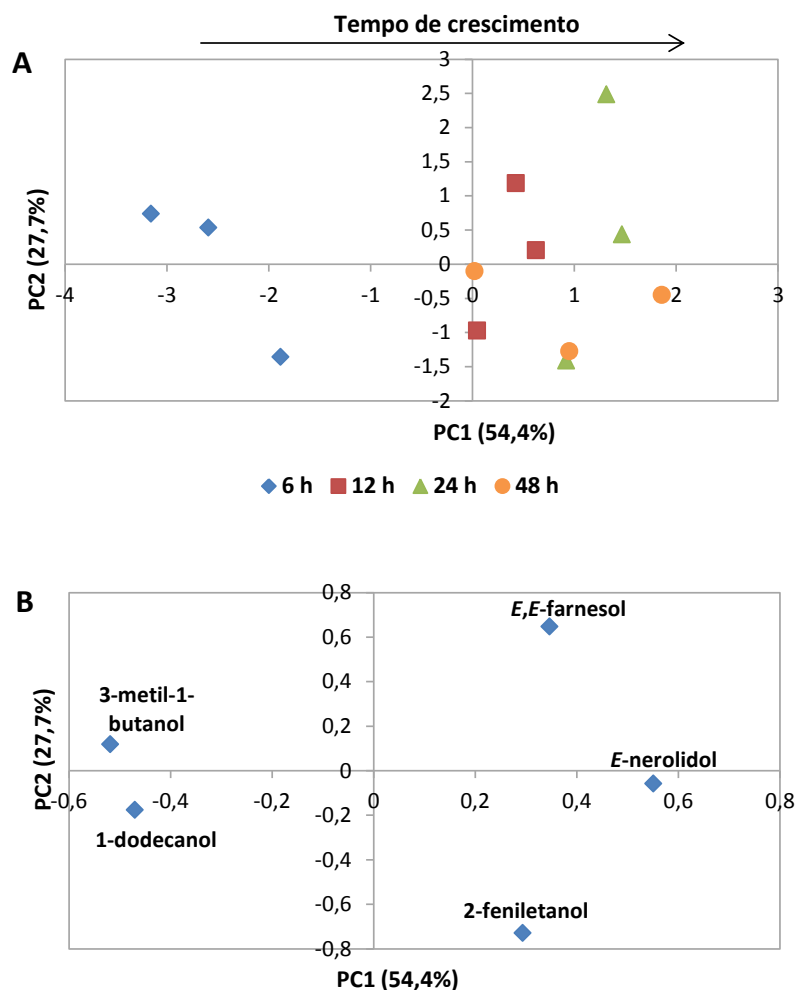 Tempo de crescimento
A
3
2,5
2
1,5
1
0,5
0
-0,5
-1
-1,5
-2
-4 -3 -2 -1 0 1 2 3
PC2 (27,7%)
PC1 (54,4%)
6 h 12 h 24 h 48 h
B
0,8
0,6
0,4
0,2
0
-0,2
-0,4
-0,6
-0,8
-0,6 -0,4 -0,2 0 0,2 0,4 0,6 0,8
PC2 (27,7%)
E,E-farnesol
3-metil-1-
butanol
E-nerolidol
1-dodecanol
2-feniletanol
PC1 (54,4%)